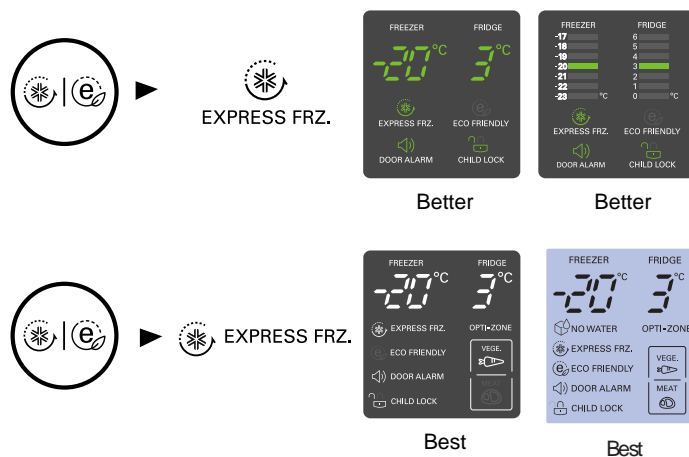 FREEZER FRIDGE
-20°C 3°C
EXPRESS FRZ. ECO FRIENDLY
DOOR ALARM CHILD LOCK
FREEZER FRIDGE
-17 6
-18 5
-19 4
-20 3
-21 2
-22 1
-23 °C 0 °C
EXPRESS FRZ. ECO FRIENDLY
DOOR ALARM CHILD LOCK
e
EXPRESS FRZ.
Better Better
FREEZER FRIDGE
-20°C 3°C
EXPRESS FRZ. OPTI-ZONE
ECO FRIENDLY VEGE.
DOOR ALARM MEAT
CHILD LOCK
FREEZER FRIDGE
-20°C 3°C
NO WATER OPTI-ZONE
EXPRESS FRZ.
ECO FRIENDLY VEGE.
DOOR ALARM MEAT
CHILD LOCK
e
EXPRESS FRZ.
Best Best